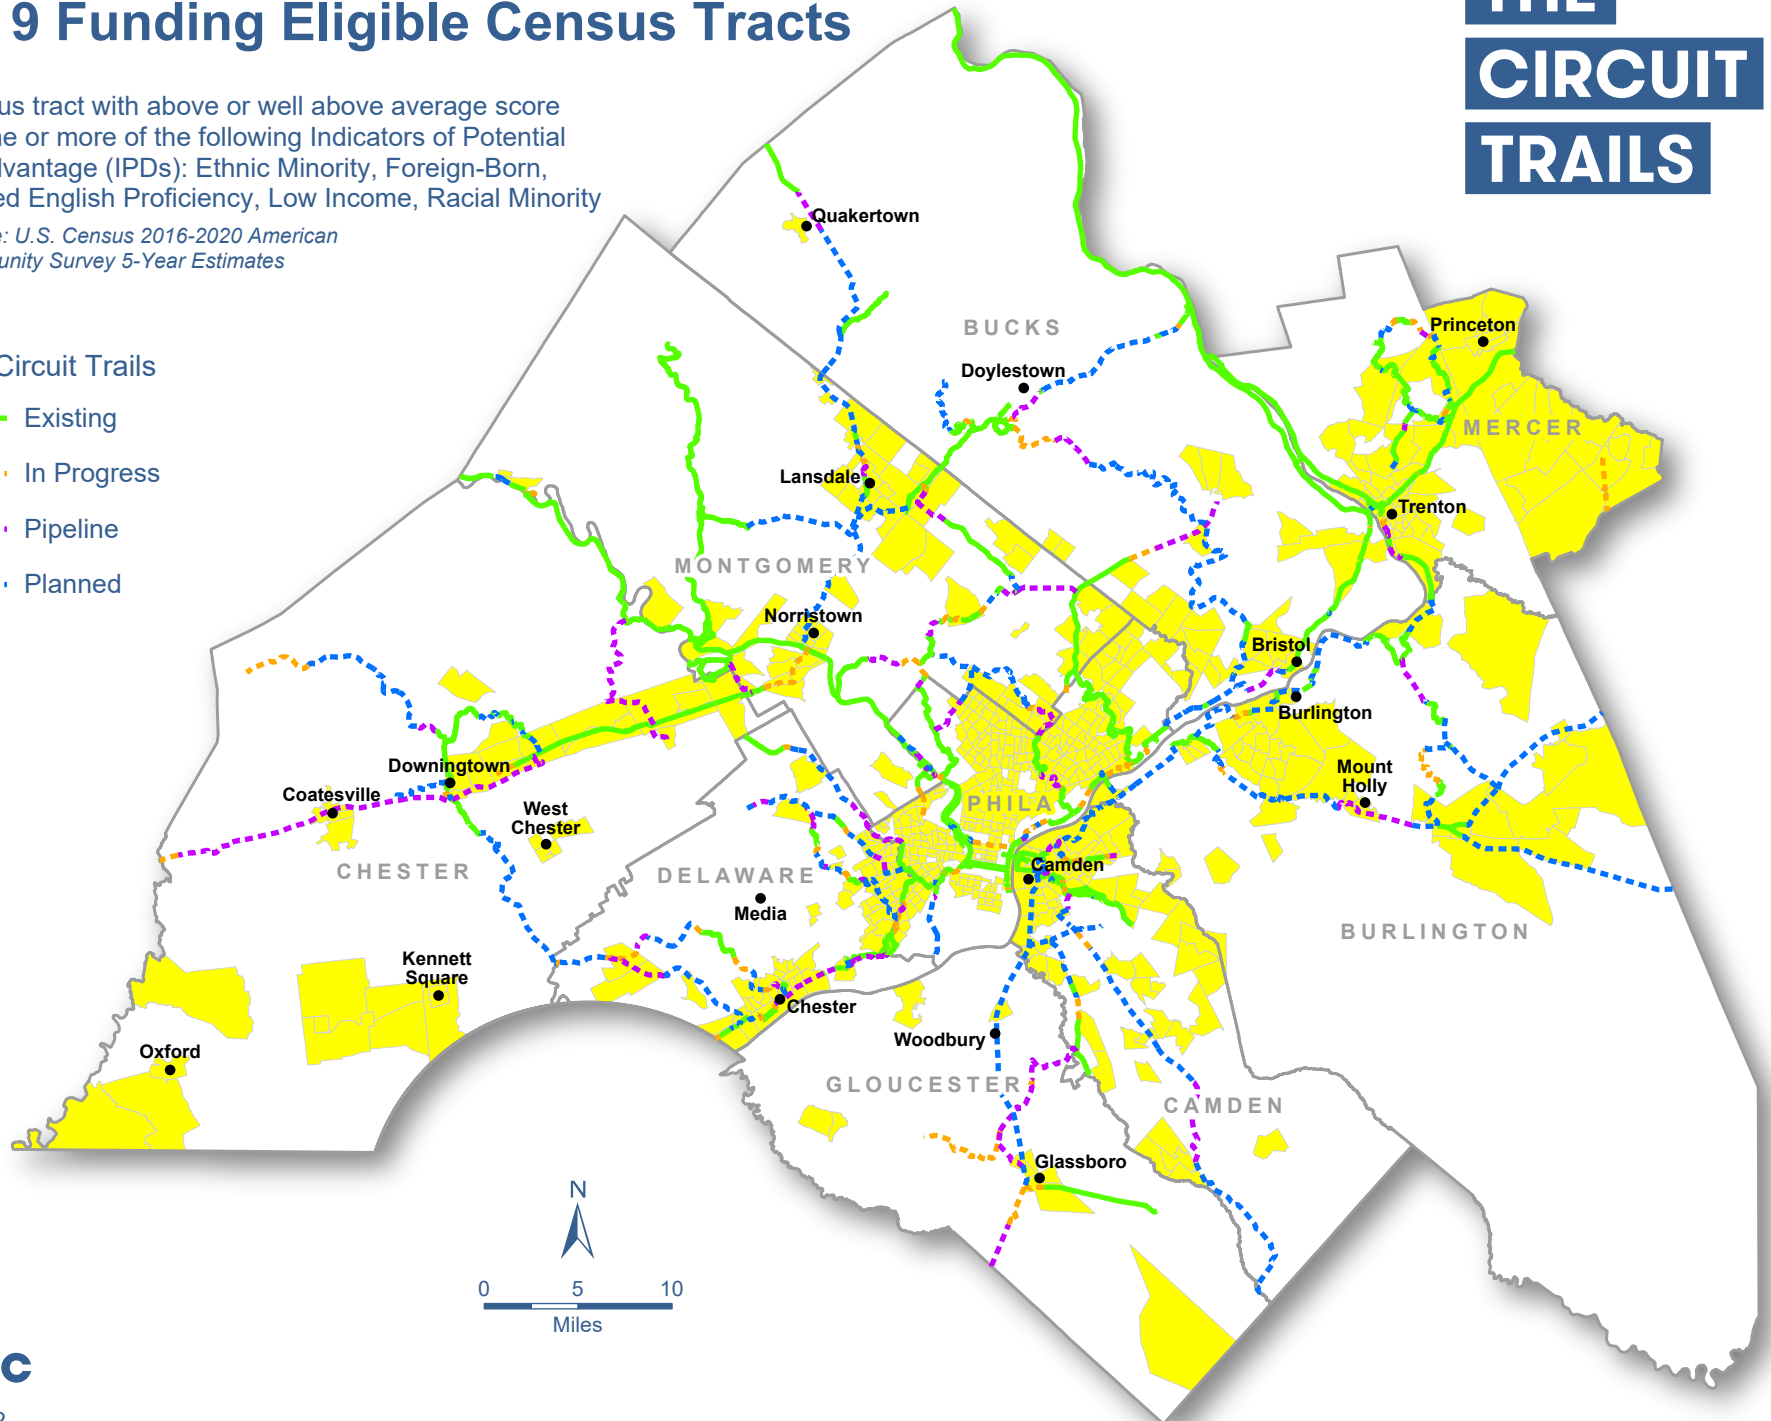 9 Funding Eligible Census Tracts
THE
CIRCUIT
TRAILS
us tract with above or well above average score
ne or more of the following Indicators of Potential
lvantage (IPDs): Ethnic Minority, Foreign-Born,
ed English Proficiency, Low Income, Racial Minority
e: U.S. Census 2016-2020 American
unity Survey 5-Year Estimates
Circuit Trails
Existing
In Progress
Pipeline
Planned
Quakertown
BUCKS
Doylestown
Princeton
MERCER
Lansdale
Trenton
MONTGOMERY
Norristown
Bristol
Burlington
Downingtown
Coatesville
West
Chester
Mount
Holly
PHILA
CHESTER
DELAWARE
Camden
Media
BURLINGTON
Kennett
Square
Chester
Woodbury
Oxford
GLOUCESTER
CAMDEN
Glassboro
N
0 5 10
Miles
c